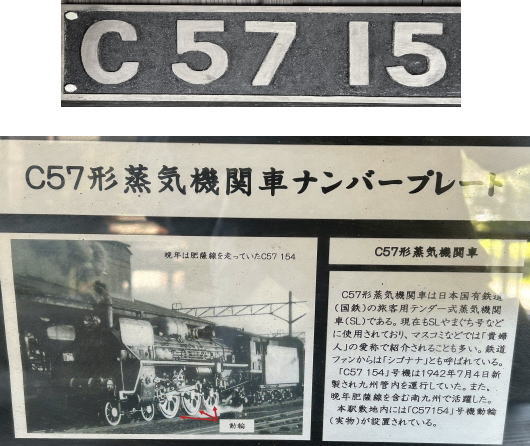 C57 15
C57形蒸気機関車ナンバープレート
晩年は肥薩線を走っていたC57 154
動輪
C57形蒸気機関車
C57形蒸気機関車は日本国有鉄道
(国鉄)の旅客用テンダー式蒸気機関
車(SL)である。現在もSLやまぐち号など
に使用されており、マスコミなどでは「貴婦
人」の愛称で紹介されることも多い。鉄道
ファンからは「シゴナナ」とも呼ばれている。
「C57 154」号機は1942年7月4日新
製され九州管内を運行していた。また、
晩年肥薩線を含む南九州で活躍した。
本駅敷地内には「C57154」号機動輪
(実物)が設置されている。